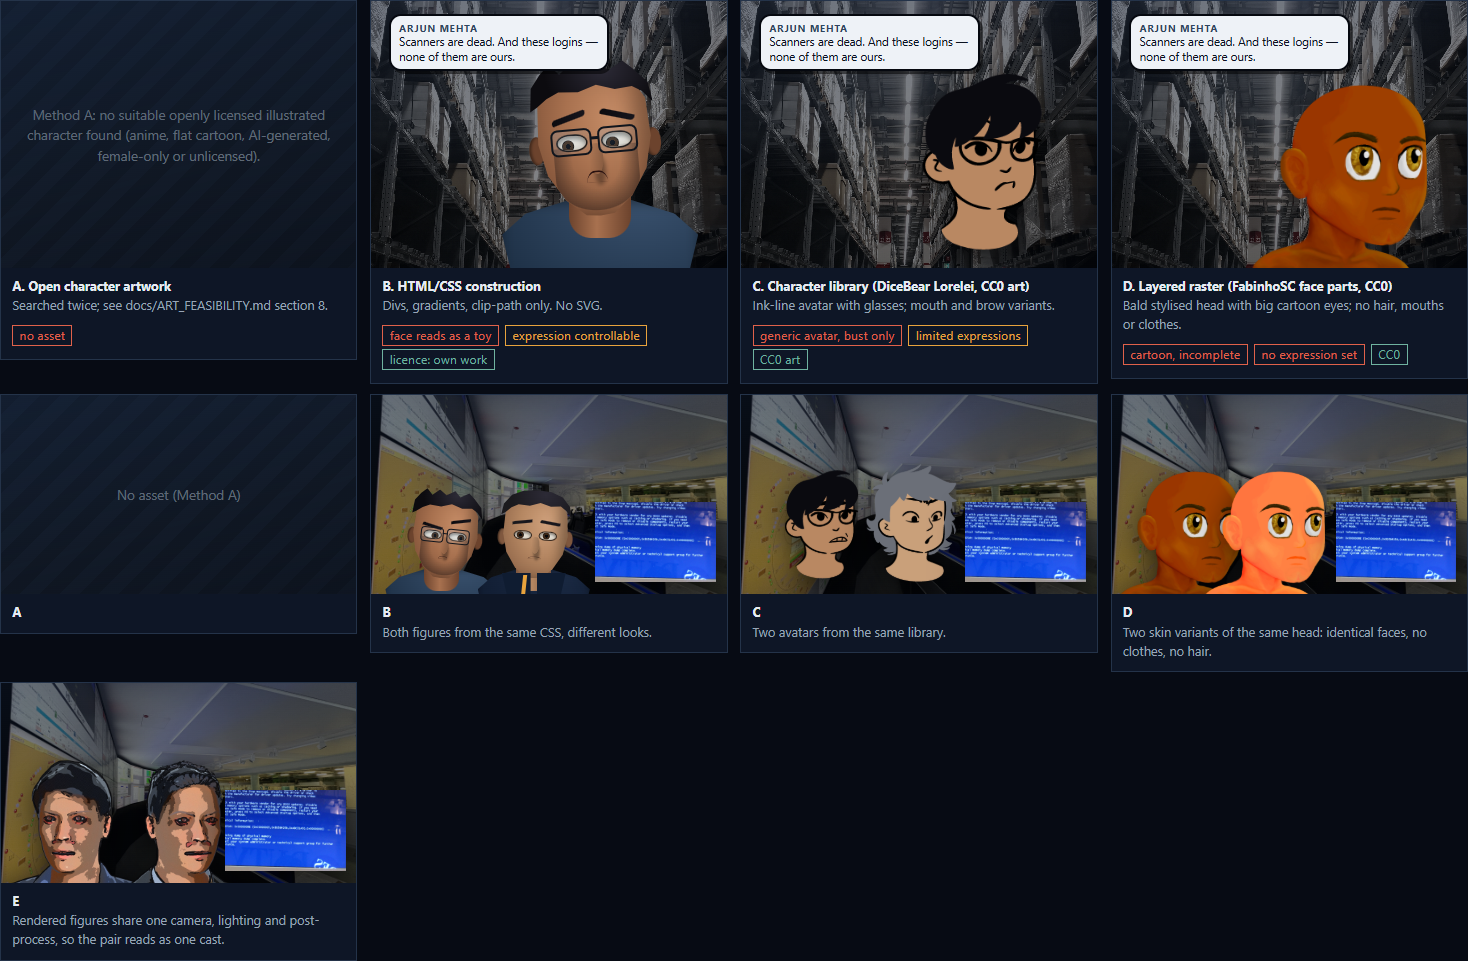 Method A: no suitable openly licensed illustrated
character found (anime, flat cartoon, AI-generated,
female-only or unlicensed).
A. Open character artwork
Searched twice; see docs/ART_FEASIBILITY.md section 8.
no asset
ARJUN MEHTA
Scanners are dead. And these logins —
none of them are ours.
B. HTML/CSS construction
Divs, gradients, clip-path only. No SVG.
face reads as a toy
expression controllable
licence: own work
ARJUN MEHTA
Scanners are dead. And these logins —
none of them are ours.
C. Character library (DiceBear Lorelei, CC0 art)
Ink-line avatar with glasses; mouth and brow variants.
generic avatar, bust only
limited expressions
CC0 art
ARJUN MEHTA
Scanners are dead. And these logins —
none of them are ours.
D. Layered raster (FabinhoSC face parts, CC0)
Bald stylised head with big cartoon eyes; no hair, mouths
or clothes.
cartoon, incomplete
no expression set
CC0
No asset (Method A)
A
B
Both figures from the same CSS, different looks.
C
Two avatars from the same library.
D
Two skin variants of the same head: identical faces, no
clothes, no hair.
E
Rendered figures share one camera, lighting and post-
process, so the pair reads as one cast.